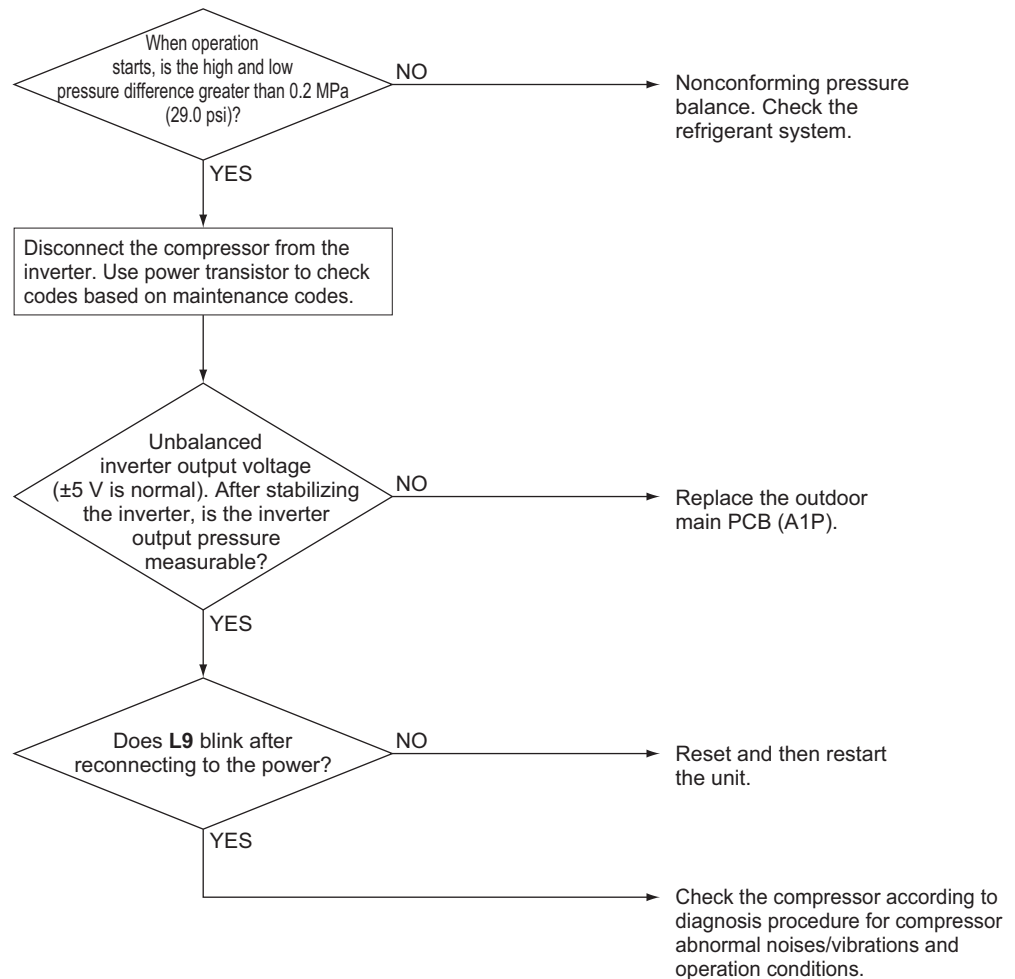 When operation
starts, is the high and low
pressure difference greater than 0.2 MPa
(29.0 psi)?
NO
Nonconforming pressure
balance. Check the
refrigerant system.
YES
Disconnect the compressor from the
inverter. Use power transistor to check
codes based on maintenance codes.
Unbalanced
inverter output voltage
(±5 V is normal). After stabilizing
the inverter, is the inverter
output pressure
measurable?
NO
Replace the outdoor
main PCB (A1P).
YES
Does L9 blink after
reconnecting to the power?
NO
Reset and then restart
the unit.
YES
Check the compressor according to
diagnosis procedure for compressor
abnormal noises/vibrations and
operation conditions.